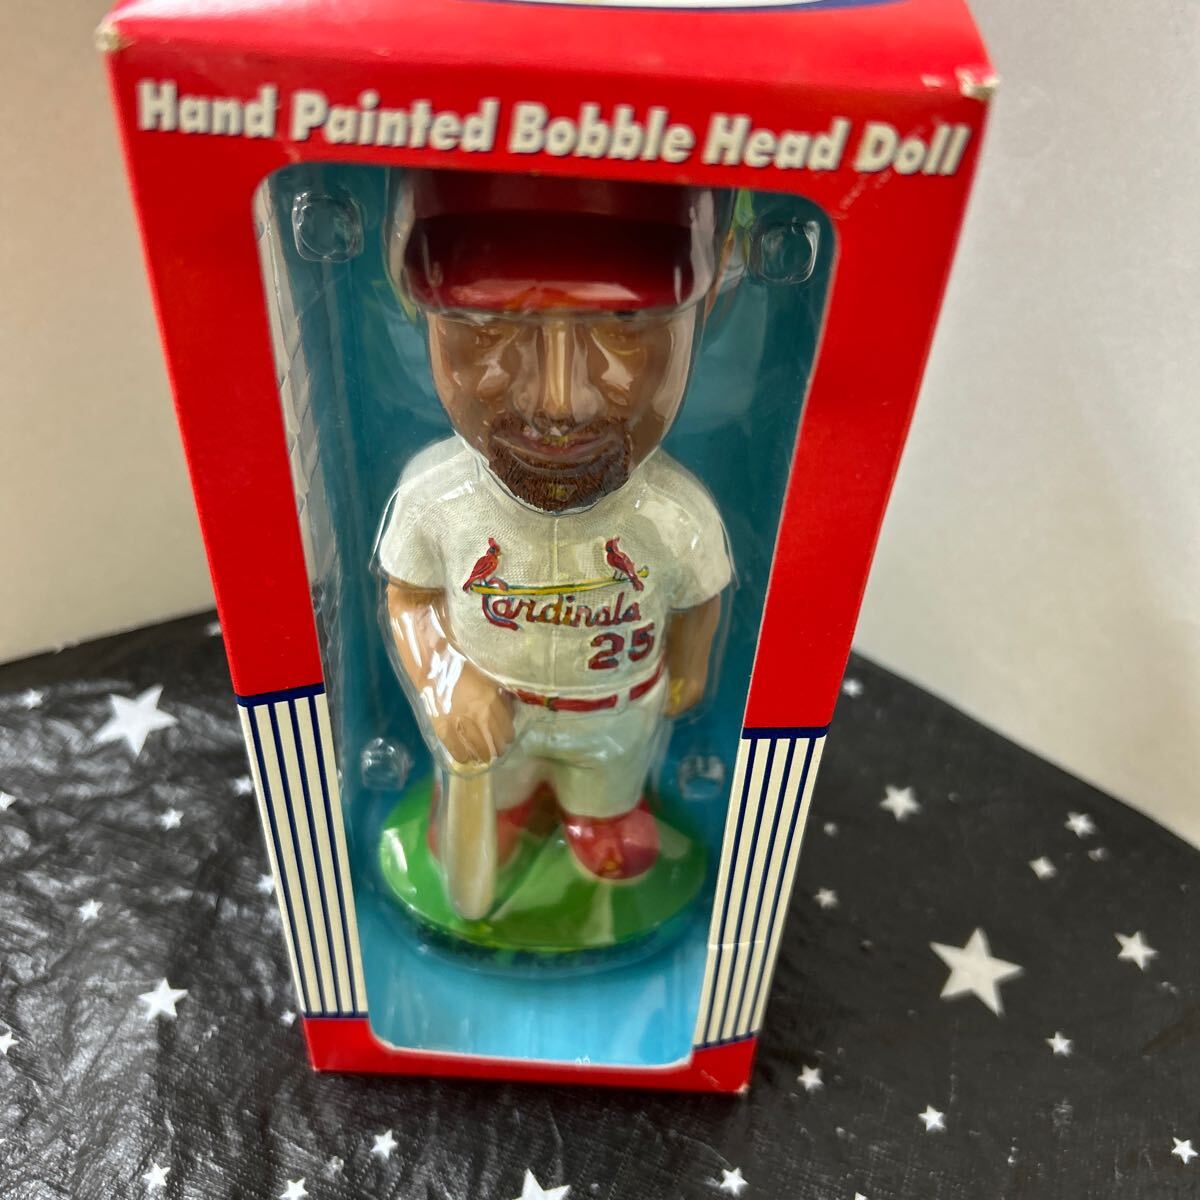 Hand Painted Bobble Head Doll
Cardinals
25